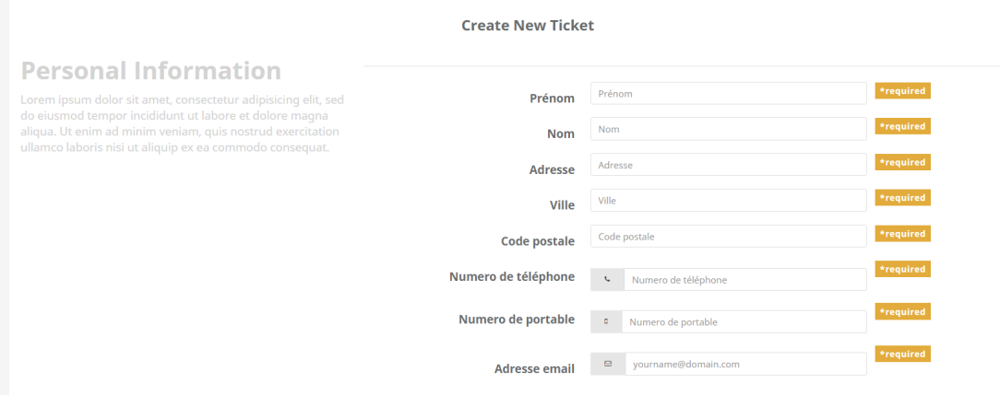 Create New Ticket
Personal Information
Lorem ipsum dolor sit amet, consectetur adipisicing elit, sed
do eiusmod tempor incididunt ut labore et dolore magna
aliqua. Ut enim ad minim veniam, quis nostrud exercitation
ullamco laboris nisi ut aliquip ex ea commodo consequat.
Prénom Prénom *required
Nom Nom *required
Adresse Adresse *required
Ville Ville *required
Code postale Code postale *required
Numero de téléphone Numero de téléphone *required
Numero de portable Numero de portable *required
Adresse email yourname@domain.com *required